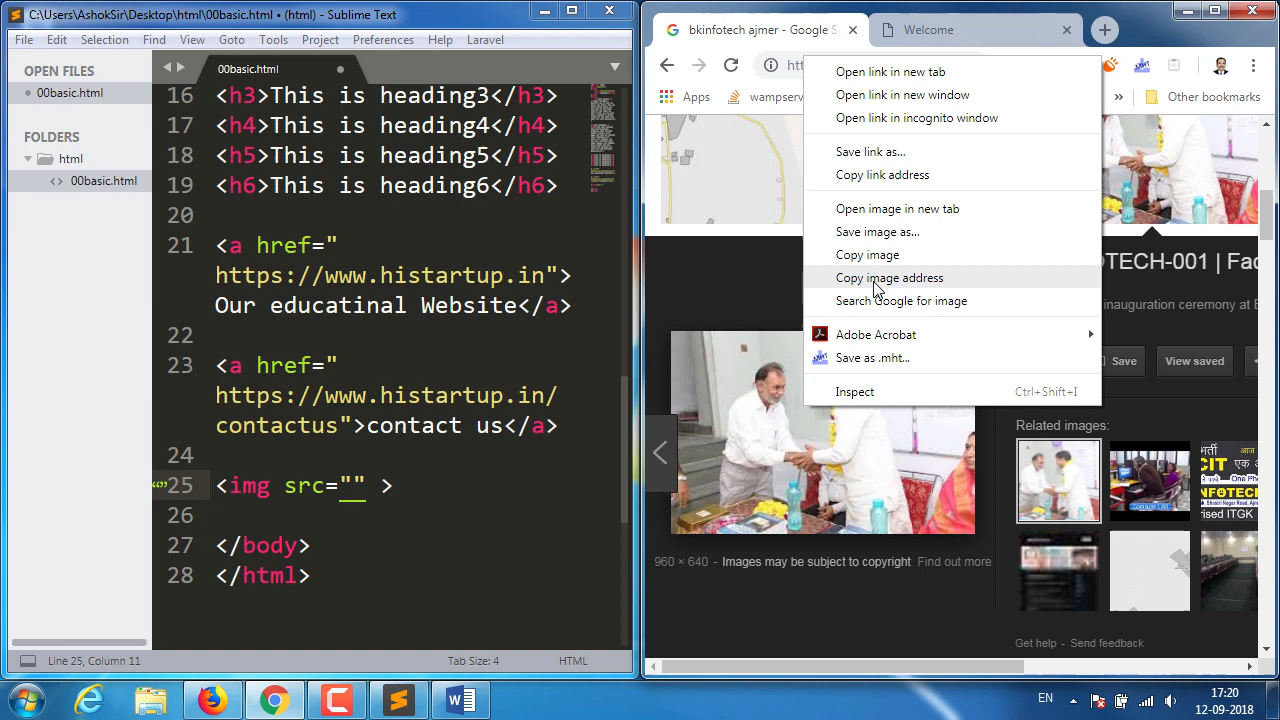 C:\Users\AshokSir\Desktop\html\00basic.html • (html) - Sublime Text
File Edit Selection Find View Goto Tools Project Preferences Help Laravel
OPEN FILES
00basic.html
FOLDERS
html
<> 00basic.html
00basic.html
16 <h3>This is heading3</h3>
17 <h4>This is heading4</h4>
18 <h5>This is heading5</h5>
19 <h6>This is heading6</h6>
20
21 <a href="
https://www.histartup.in">
Our educatinal Website</a>
22
23 <a href="
https://www.histartup.in/
contactus">contact us</a>
24
25 <img src="" >
26
27 </body>
28 </html>
Line 25, Column 11
Tab Size: 4
HTML
bkinfotech ajmer - Google S
Welcome
Apps
wampserv
»
Other bookmarks
Open link in new tab
Open link in new window
Open link in incognito window
Save link as...
Copy link address
Open image in new tab
Save image as...
Copy image
Copy image address
Search Google for image
Adobe Acrobat
Save as .mht...
Inspect Ctrl+Shift+I
OTECH-001 | Fac
inauguration ceremony at
Save
View saved
960 × 640 - Images may be subject to copyright Find out more
Related images:
CIT
INFOTECH
rised ITGK
Get help - Send feedback
EN
17:20
12-09-2018